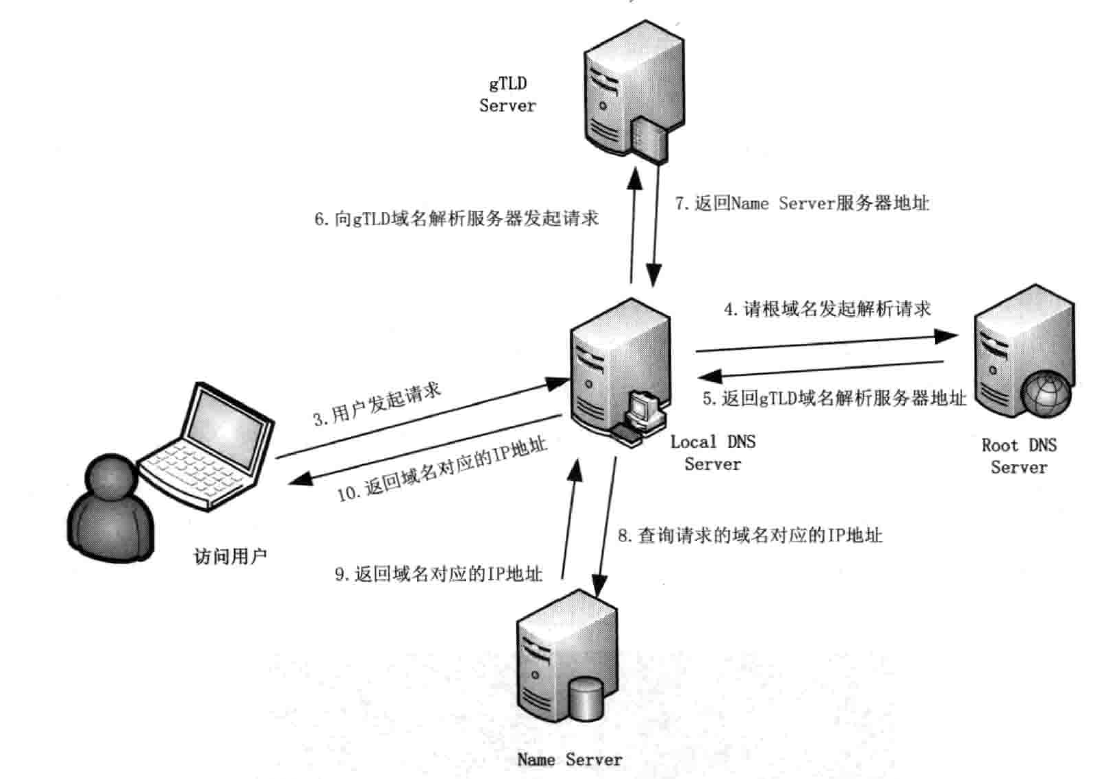 gTLD
Server
6.向gTLD域名解析服务器发起请求
7.返回Name Server服务器地址
4.请根域名发起解析请求
3.用户发起请求
5.返回gTLD域名解析服务器地址
Local DNS
Server
Root DNS
Server
10.返回域名对应的IP地址
访问用户
8.查询请求的域名对应的IP地址
9.返回域名对应的IP地址
Name Server